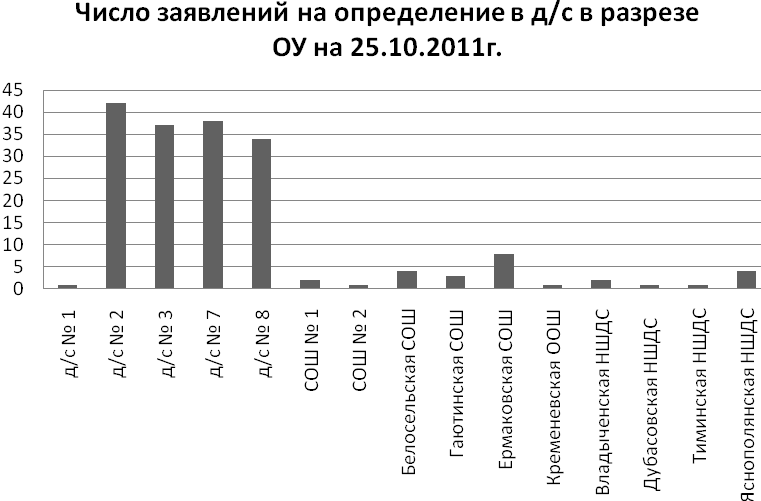 Число заявлений на определение в д/с в разрезе
ОУ на 25.10.2011г.
45
40
35
30
25
20
15
10
5
0
д/с № 1
д/с № 2
д/с № 3
д/с № 7
д/с № 8
СОШ № 1
СОШ № 2
Белосельская СОШ
Гаютинская СОШ
Ермаковская СОШ
Кременевская ООШ
Владыченская НШДС
Дубасовская НШДС
Тиминская НШДС
Яснополянская НШДС